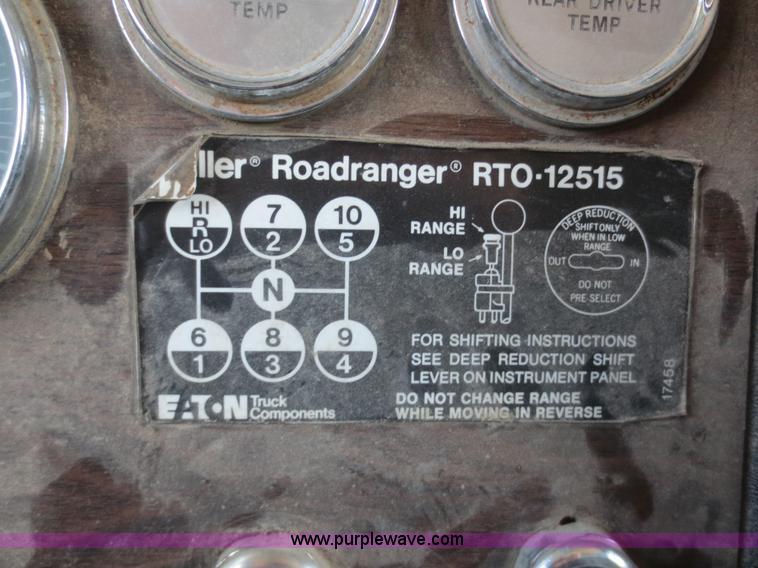 TEMP
REAR DRIVER
TEMP
ller® Roadranger® RTO-12515
HI
R
LO
7
2
10
5
N
6
1
8
3
9
4
HI
RANGE
LO
RANGE
DEEP REDUCTION
SHIFT ONLY
WHEN IN LOW
RANGE
OUT
IN
DO NOT
PRE-SELECT
FOR SHIFTING INSTRUCTIONS
SEE DEEP REDUCTION SHIFT
LEVER ON INSTRUMENT PANEL
DO NOT CHANGE RANGE
WHILE MOVING IN REVERSE
EATON Truck
Components
17458
www.purplewave.com